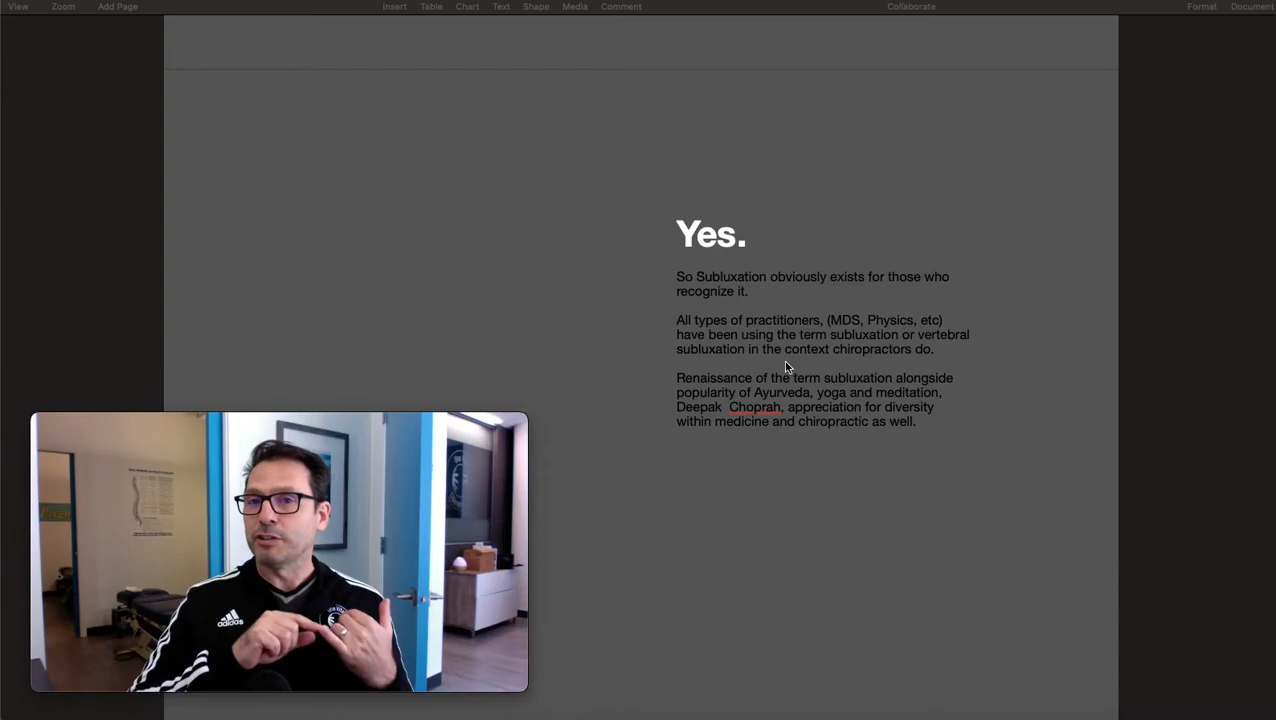 View Zoom Add Page Insert Table Chart Text Shape Media Comment Collaborate Format Document
Yes.
So Subluxation obviously exists for those who
recognize it.
All types of practitioners, (MDS, Physics, etc)
have been using the term subluxation or vertebral
subluxation in the context chiropractors do.
Renaissance of the term subluxation alongside
popularity of Ayurveda, yoga and meditation,
Deepak Choprah, appreciation for diversity
within medicine and chiropractic as well.
adidas